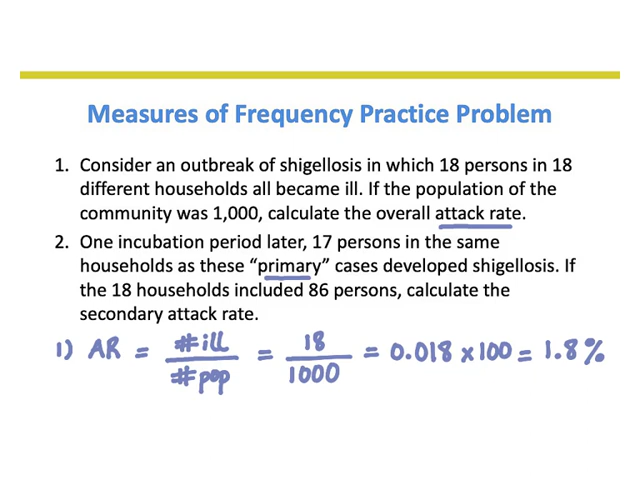 Measures of Frequency Practice Problem
1. Consider an outbreak of shigellosis in which 18 persons in 18
different households all became ill. If the population of the
community was 1,000, calculate the overall attack rate.
2. One incubation period later, 17 persons in the same
households as these “primary” cases developed shigellosis. If
the 18 households included 86 persons, calculate the
secondary attack rate.
1) AR = #ill / #pop = 18 / 1000 = 0.018 x 100 = 1.8%